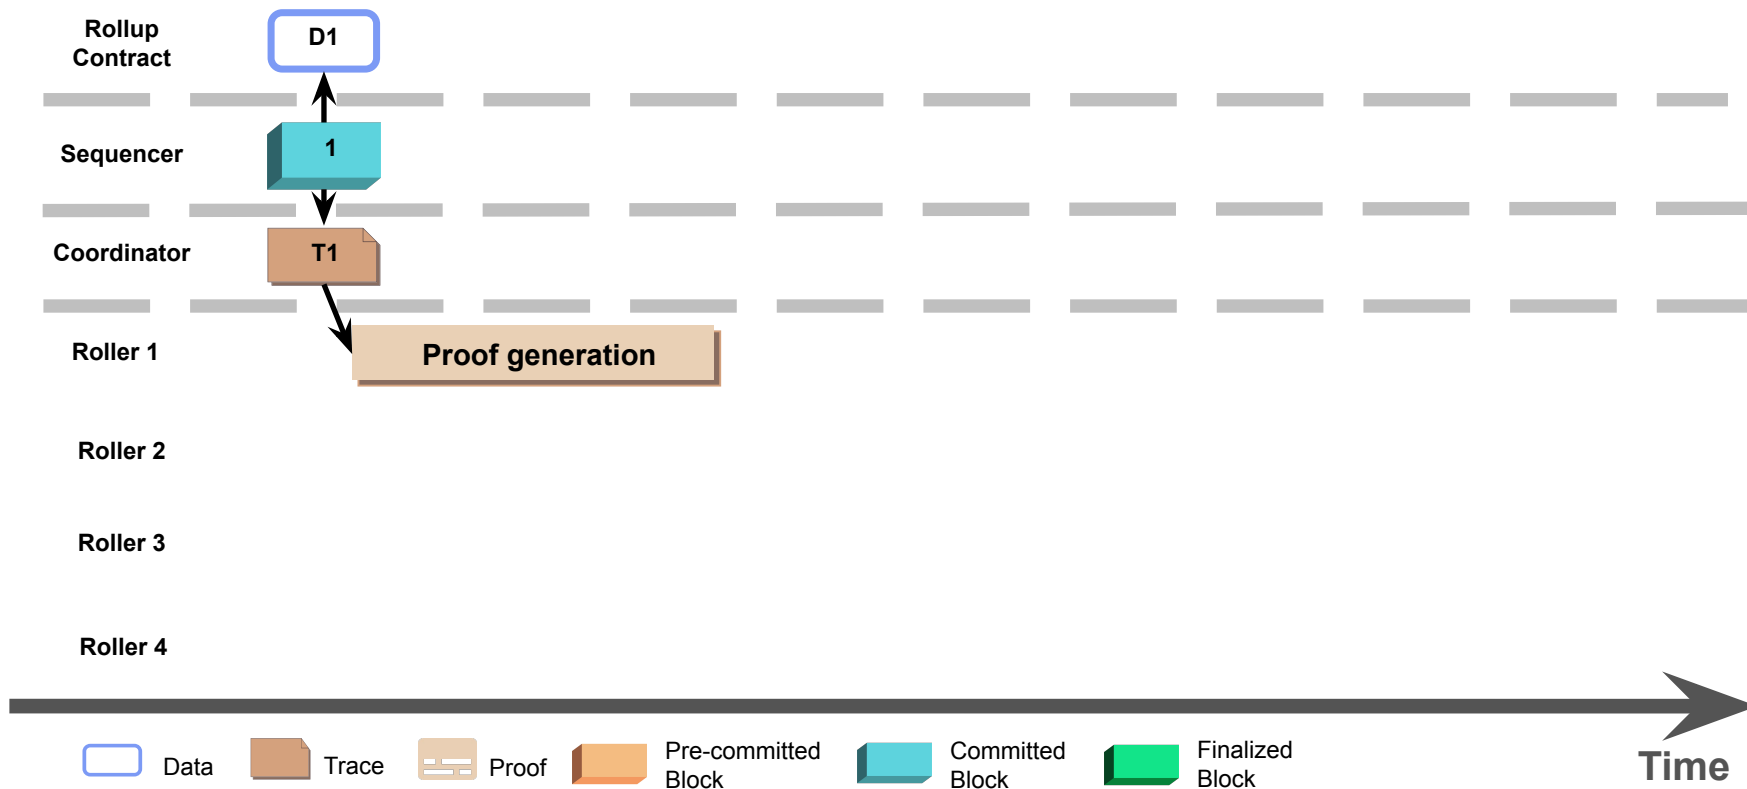 Rollup
Contract
D1
Sequencer
1
Coordinator
T1
Roller 1
Proof generation
Roller 2
Roller 3
Roller 4
Time
Data
Trace
Proof
Pre-committed
Block
Committed
Block
Finalized
Block